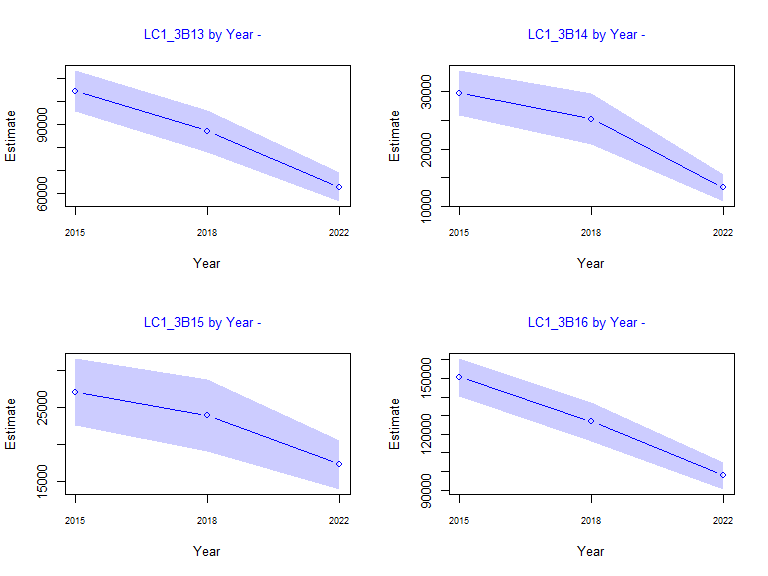 LC1_3B13 by Year -
Estimate
90000
60000
2015
2018
2022
Year
LC1_3B14 by Year -
Estimate
30000
20000
10000
2015
2018
2022
Year
LC1_3B15 by Year -
Estimate
25000
15000
2015
2018
2022
Year
LC1_3B16 by Year -
Estimate
150000
120000
90000
2015
2018
2022
Year